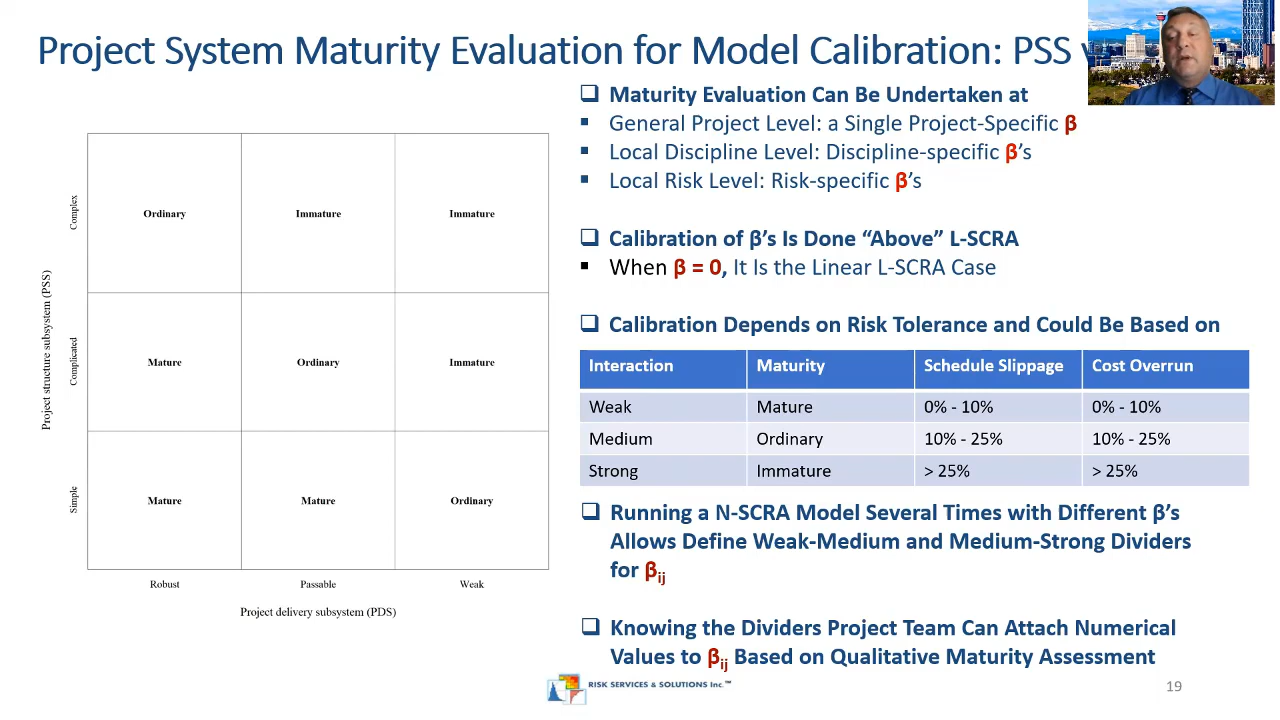 Project System Maturity Evaluation for Model Calibration: PSS
Complex
Complicated
Simple
Project structure subsystem (PSS)
Ordinary Immature Immature
Mature Ordinary Immature
Mature Mature Ordinary
Robust Passable Weak
Project delivery subsystem (PDS)
❑ Maturity Evaluation Can Be Undertaken at
▪ General Project Level: a Single Project-Specific β
▪ Local Discipline Level: Discipline-specific β’s
▪ Local Risk Level: Risk-specific β’s
❑ Calibration of β’s Is Done “Above” L-SCRA
▪ When β = 0, It Is the Linear L-SCRA Case
❑ Calibration Depends on Risk Tolerance and Could Be Based on
Interaction Maturity Schedule Slippage Cost Overrun
Weak Mature 0% - 10% 0% - 10%
Medium Ordinary 10% - 25% 10% - 25%
Strong Immature > 25% > 25%
❑ Running a N-SCRA Model Several Times with Different β’s
Allows Define Weak-Medium and Medium-Strong Dividers
for βij
❑ Knowing the Dividers Project Team Can Attach Numerical
Values to βij Based on Qualitative Maturity Assessment
RISK SERVICES & SOLUTIONS Inc.™
19